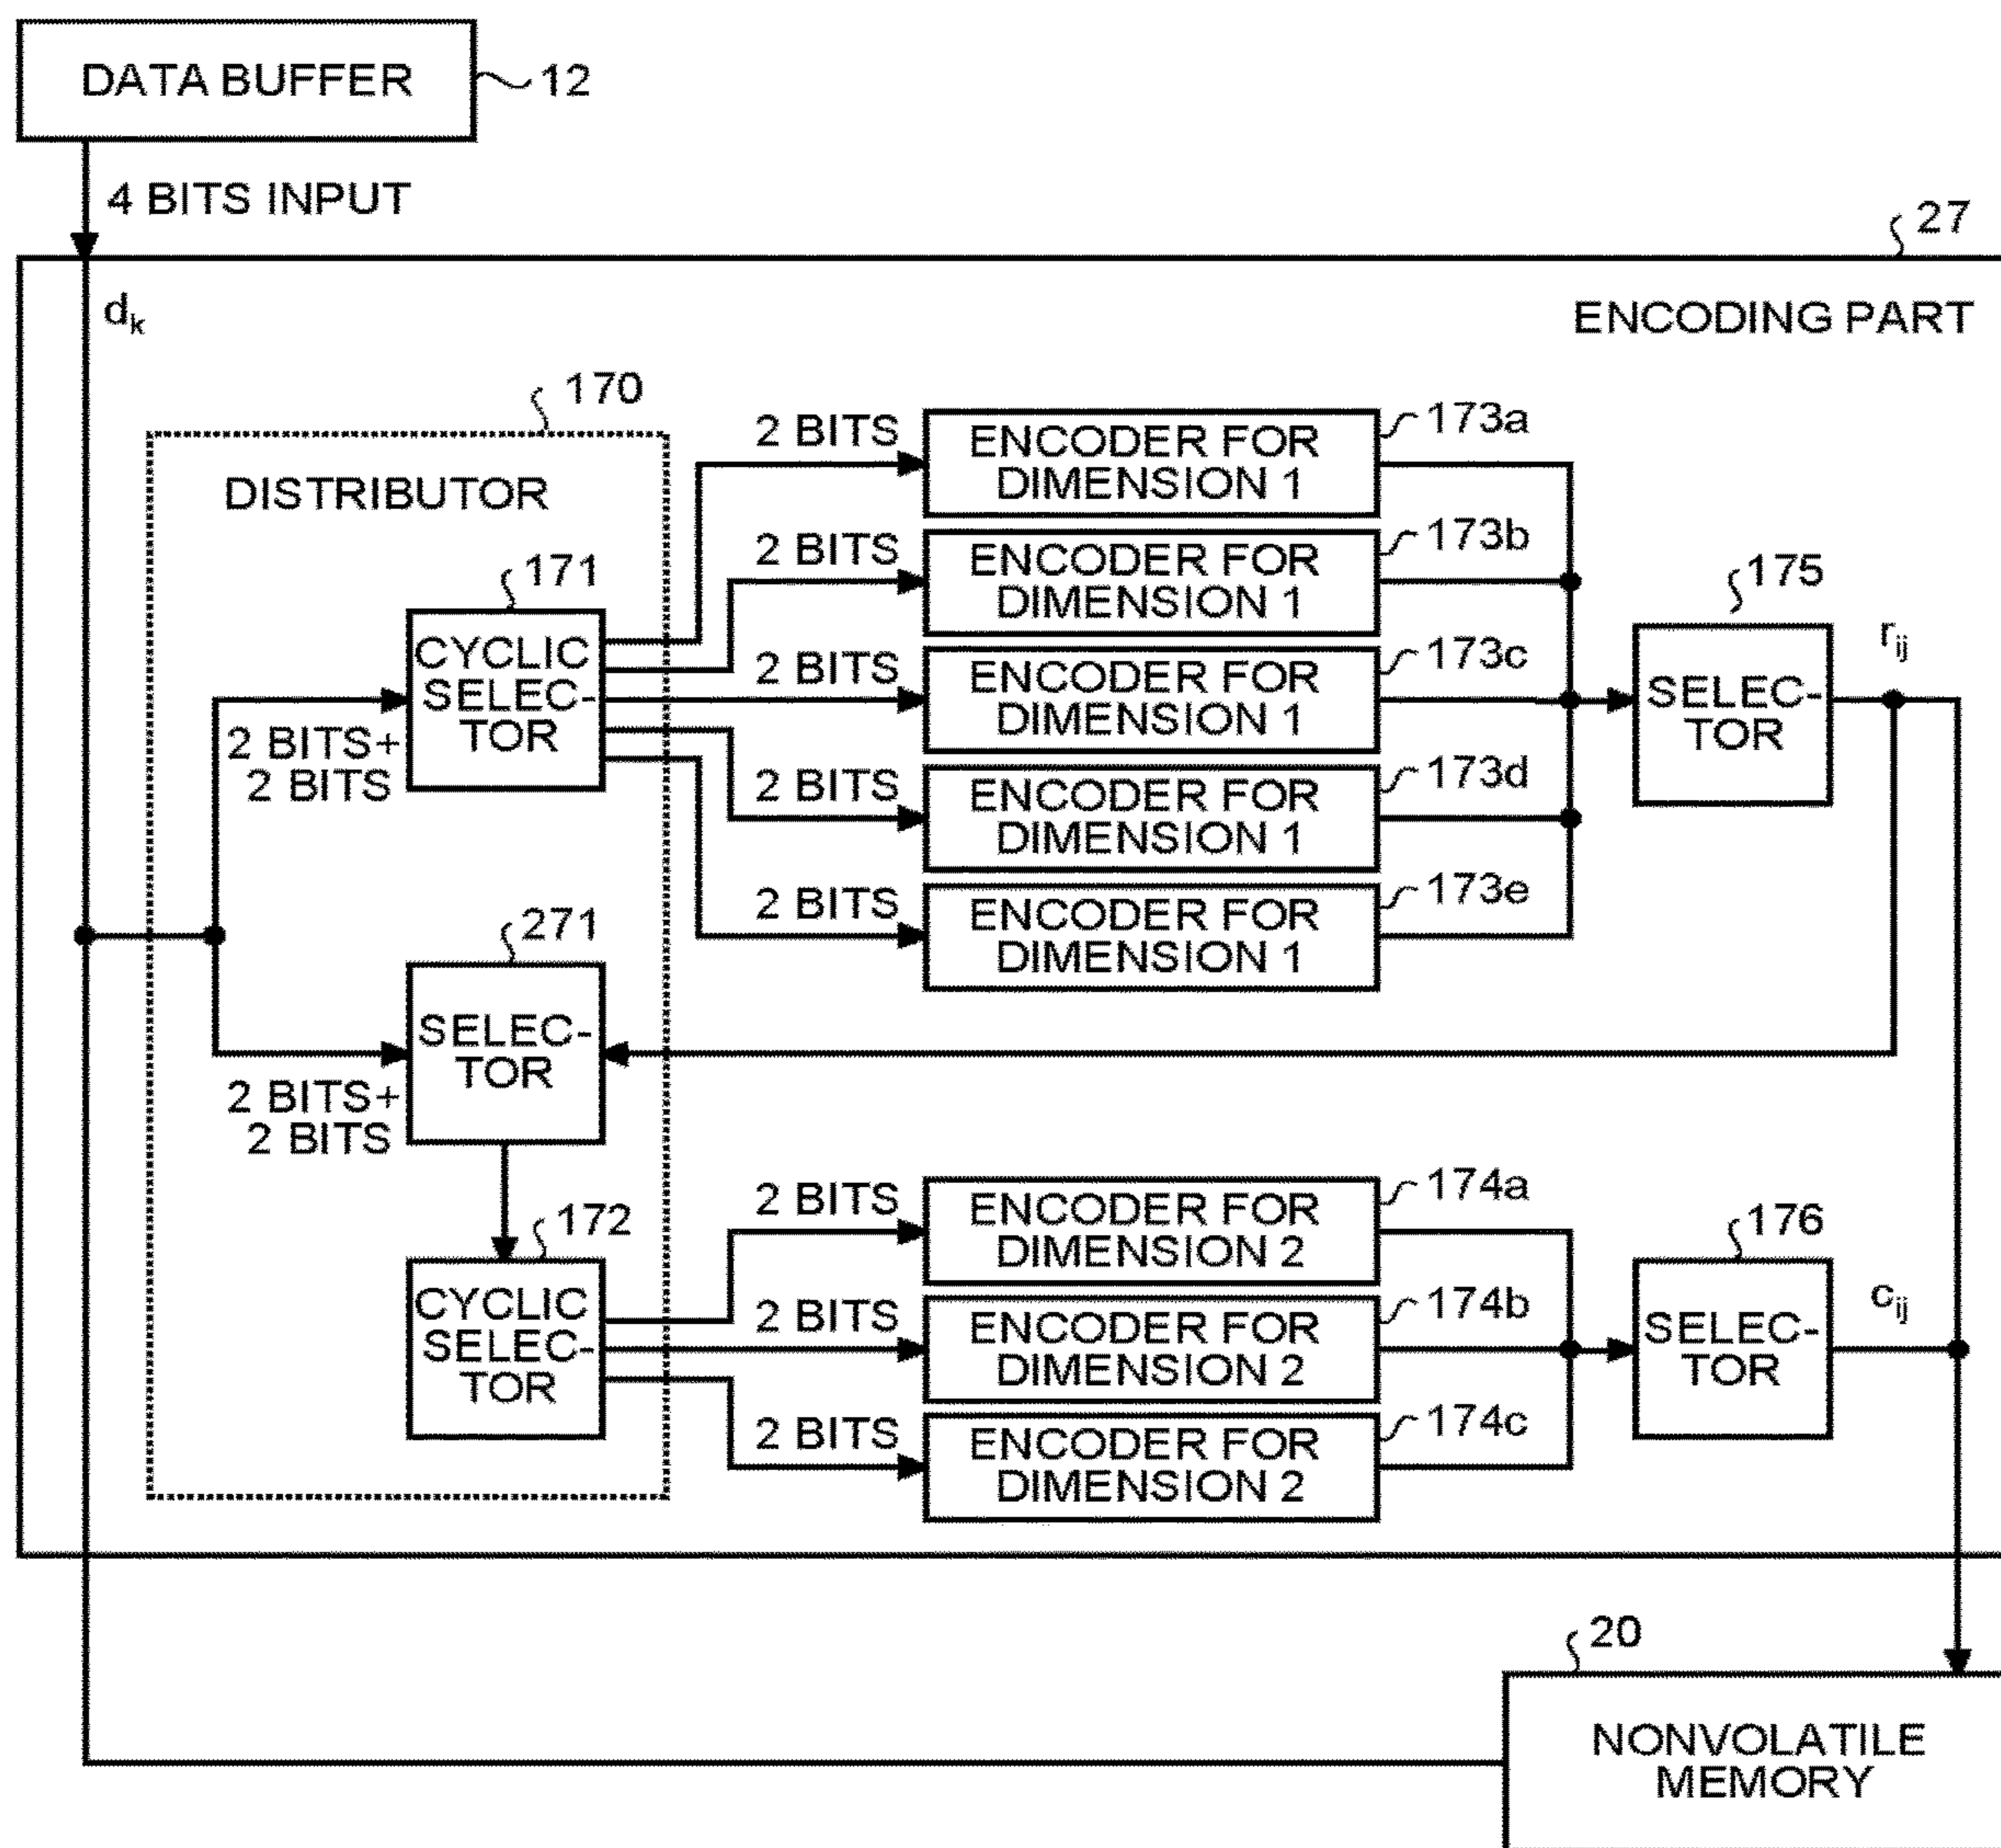 DATA BUFFER
12
4 BITS INPUT
27
dk
ENCODING PART
170
DISTRIBUTOR
171
CYCLIC
SELEC-
TOR
2 BITS+
2 BITS
2 BITS
ENCODER FOR
DIMENSION 1
173a
2 BITS
ENCODER FOR
DIMENSION 1
173b
2 BITS
ENCODER FOR
DIMENSION 1
173c
2 BITS
ENCODER FOR
DIMENSION 1
173d
2 BITS
ENCODER FOR
DIMENSION 1
173e
175
SELEC-
TOR
rij
271
SELEC-
TOR
2 BITS+
2 BITS
172
CYCLIC
SELEC-
TOR
2 BITS
ENCODER FOR
DIMENSION 2
174a
2 BITS
ENCODER FOR
DIMENSION 2
174b
2 BITS
ENCODER FOR
DIMENSION 2
174c
176
SELEC-
TOR
cij
20
NONVOLATILE
MEMORY